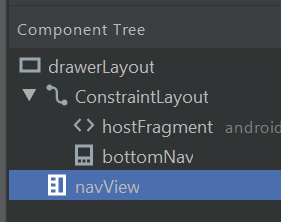 Component Tree
drawerLayout
ConstraintLayout
<> hostFragment android
bottomNav
navView